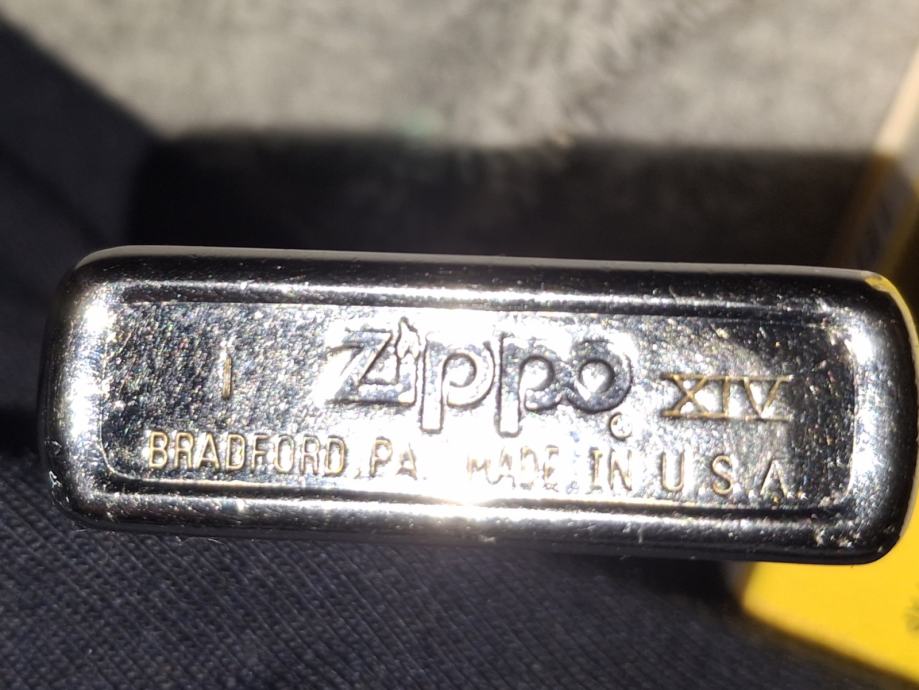 I Zippo ® XIV
BRADFORD, PA. MADE IN U.S.A.